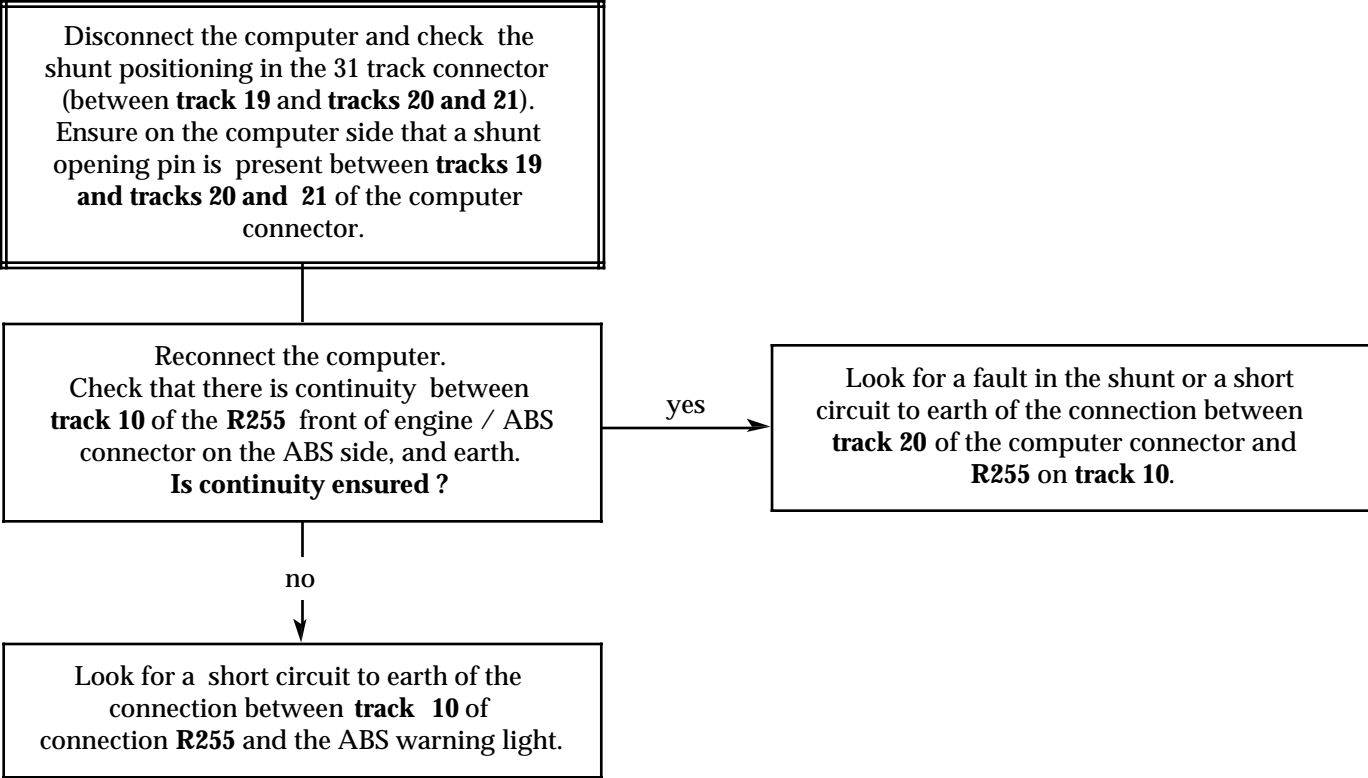 Disconnect the computer and check the
shunt positioning in the 31 track connector
(between track 19 and tracks 20 and 21).
Ensure on the computer side that a shunt
opening pin is present between tracks 19
and tracks 20 and 21 of the computer
connector.
Reconnect the computer.
Check that there is continuity between
track 10 of the R255 front of engine / ABS
connector on the ABS side, and earth.
Is continuity ensured ?
yes
Look for a fault in the shunt or a short
circuit to earth of the connection between
track 20 of the computer connector and
R255 on track 10.
no
Look for a short circuit to earth of the
connection between track 10 of
connection R255 and the ABS warning light.